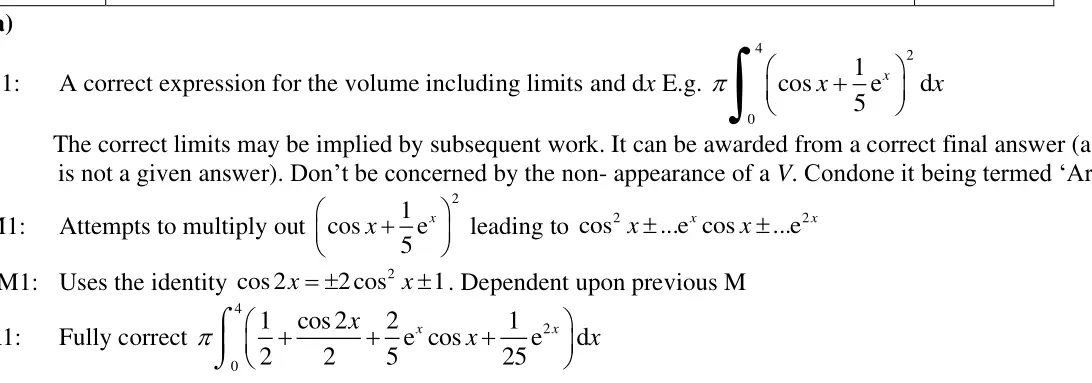 a)
1: A correct expression for the volume including limits and dx E.g. π∫₀⁴ (cos x + 1/5 eˣ)² dx
The correct limits may be implied by subsequent work. It can be awarded from a correct final answer (a
is not a given answer). Don't be concerned by the non- appearance of a V. Condone it being termed 'Ar
M1: Attempts to multiply out (cos x + 1/5 eˣ)² leading to cos² x ± ...eˣ cos x ± ...e²ˣ
M1: Uses the identity cos 2x = ±2cos² x ±1. Dependent upon previous M
1: Fully correct π∫₀⁴ (1/2 + cos 2x/2 + 2/5 eˣ cos x + 1/25 e²ˣ) dx